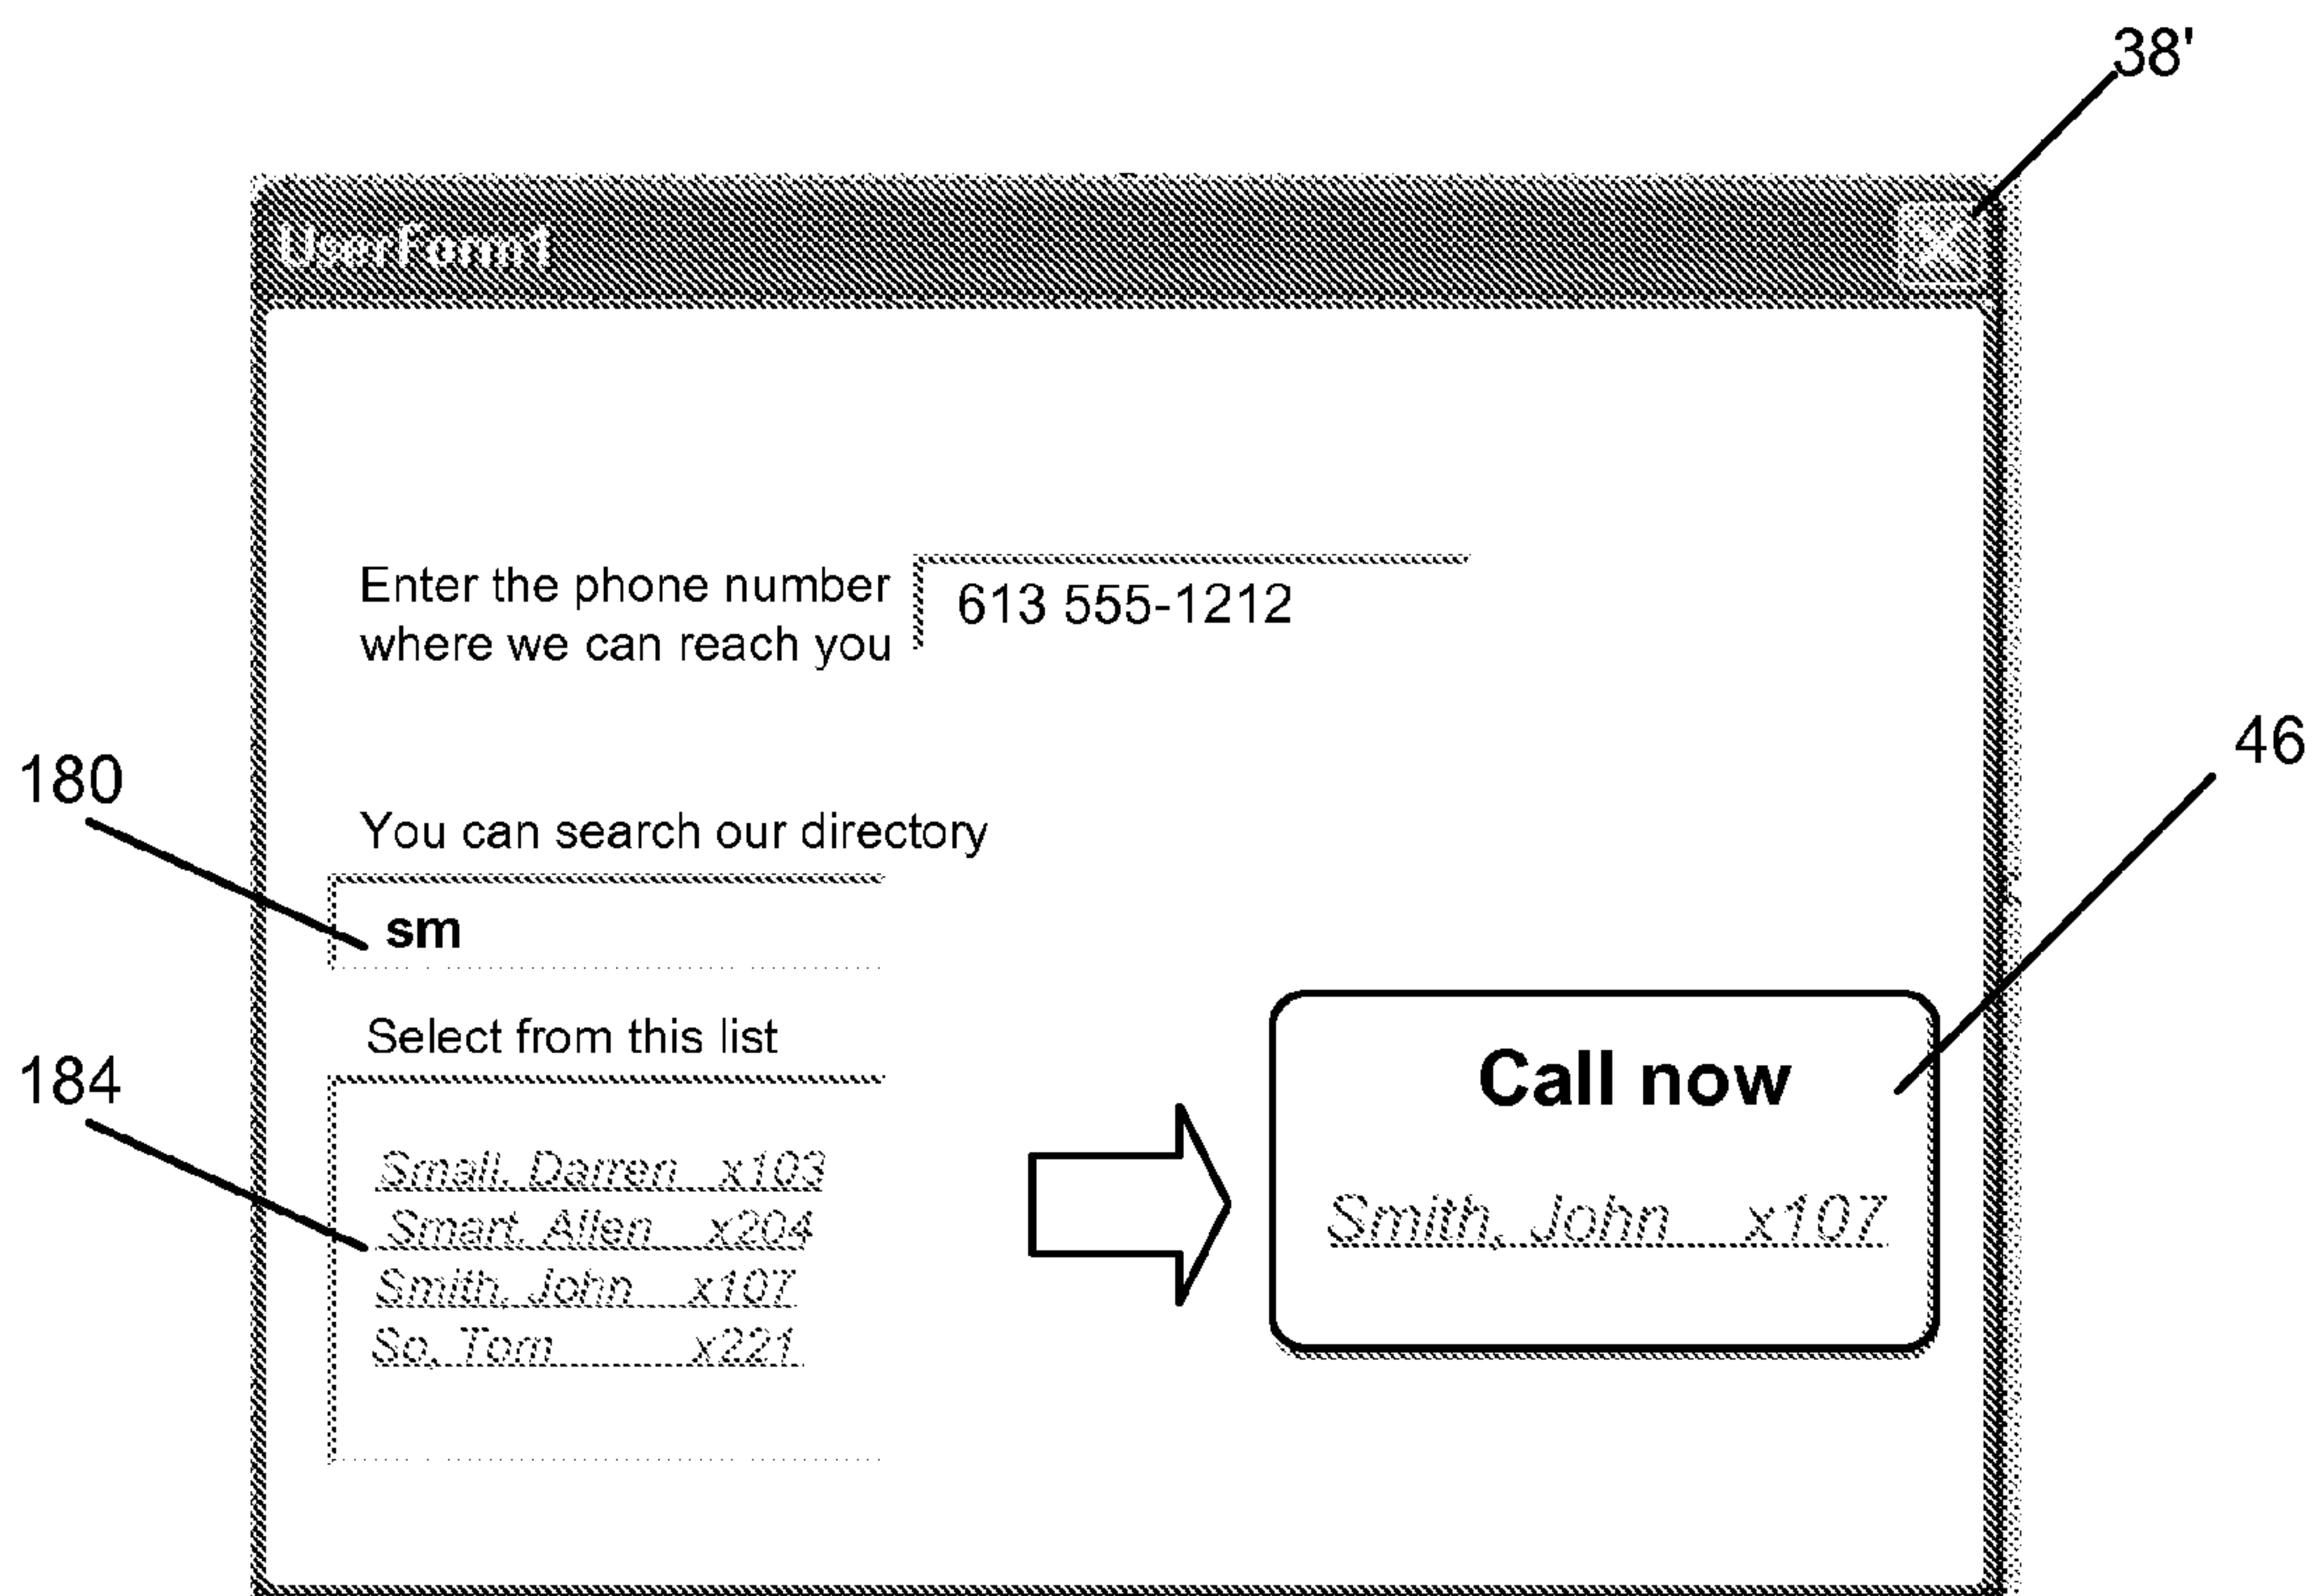 38'
UserForm1
Enter the phone number
where we can reach you
613 555-1212
46
180
You can search our directory
sm
Select from this list
184
Small, Darren x103
Smart, Allen x204
Smith, John x107
So, Tom x221
Call now
Smith, John x107